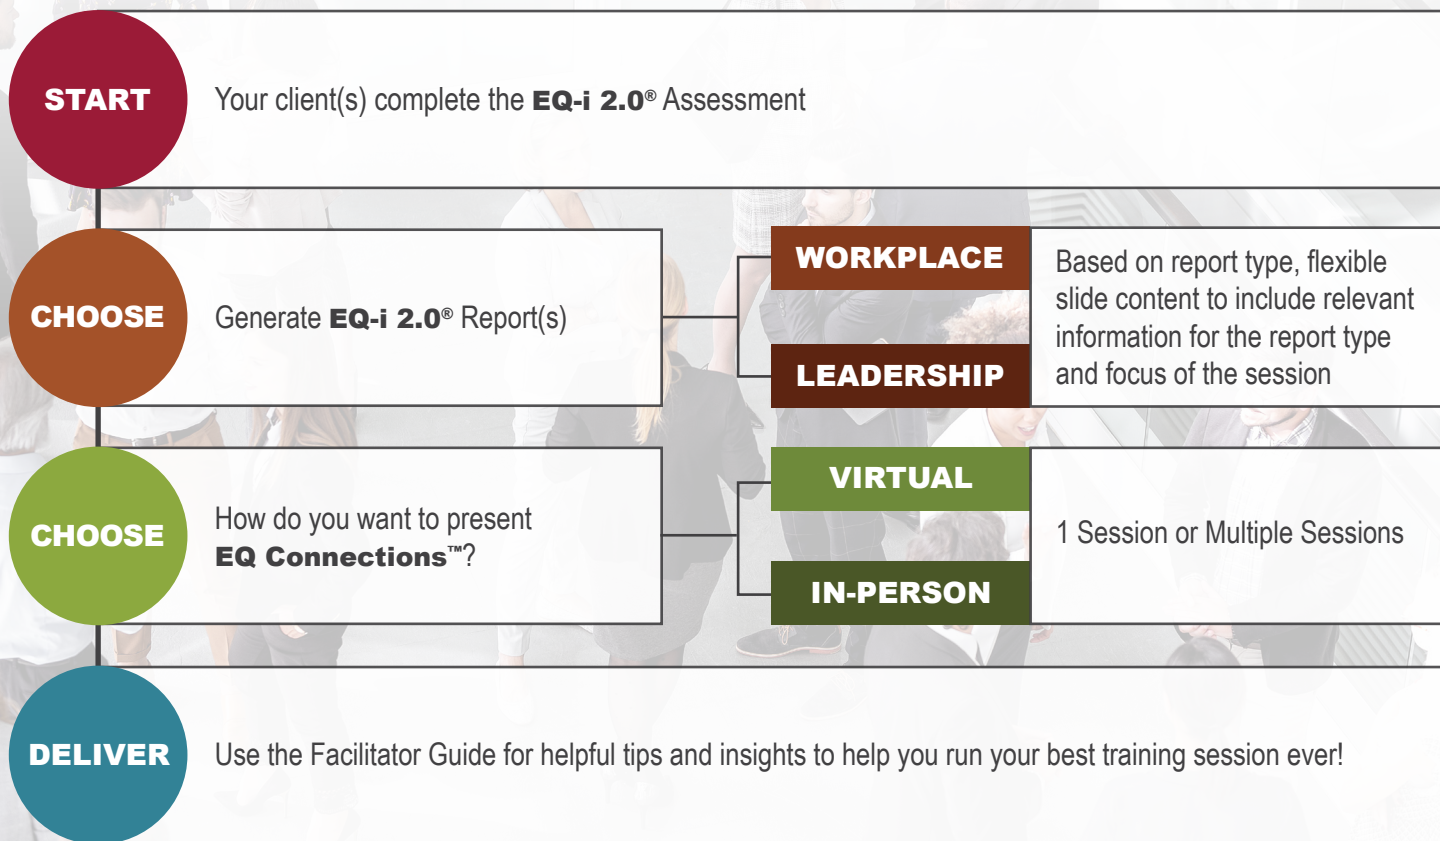 START
Your client(s) complete the EQ-i 2.0® Assessment
CHOOSE
Generate EQ-i 2.0® Report(s)
WORKPLACE
LEADERSHIP
Based on report type, flexible
slide content to include relevant
information for the report type
and focus of the session
CHOOSE
How do you want to present
EQ Connections™?
VIRTUAL
IN-PERSON
1 Session or Multiple Sessions
DELIVER
Use the Facilitator Guide for helpful tips and insights to help you run your best training session ever!